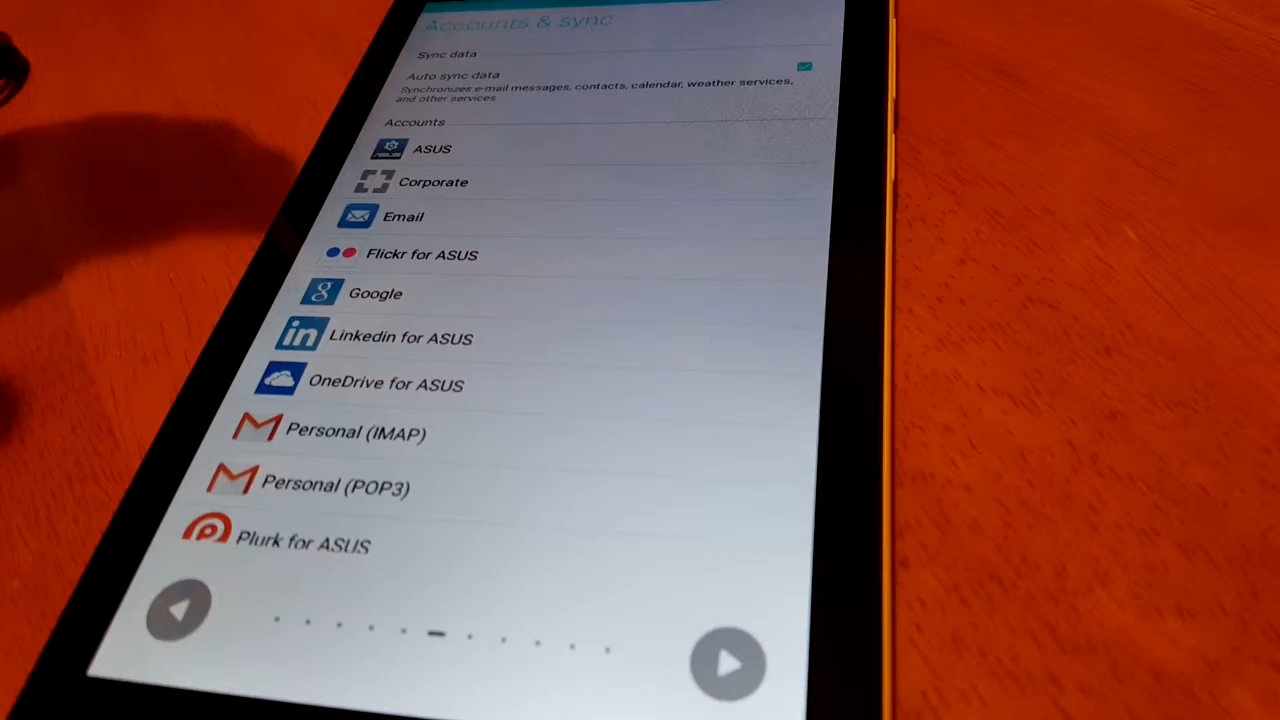 Accounts & sync
Sync data
Auto sync data
Synchronizes e-mail messages, contacts, calendar, weather services,
and other services
Accounts
ASUS
Corporate
Email
Flickr for ASUS
Google
Linkedin for ASUS
OneDrive for ASUS
Personal (IMAP)
Personal (POP3)
Plurk for ASUS